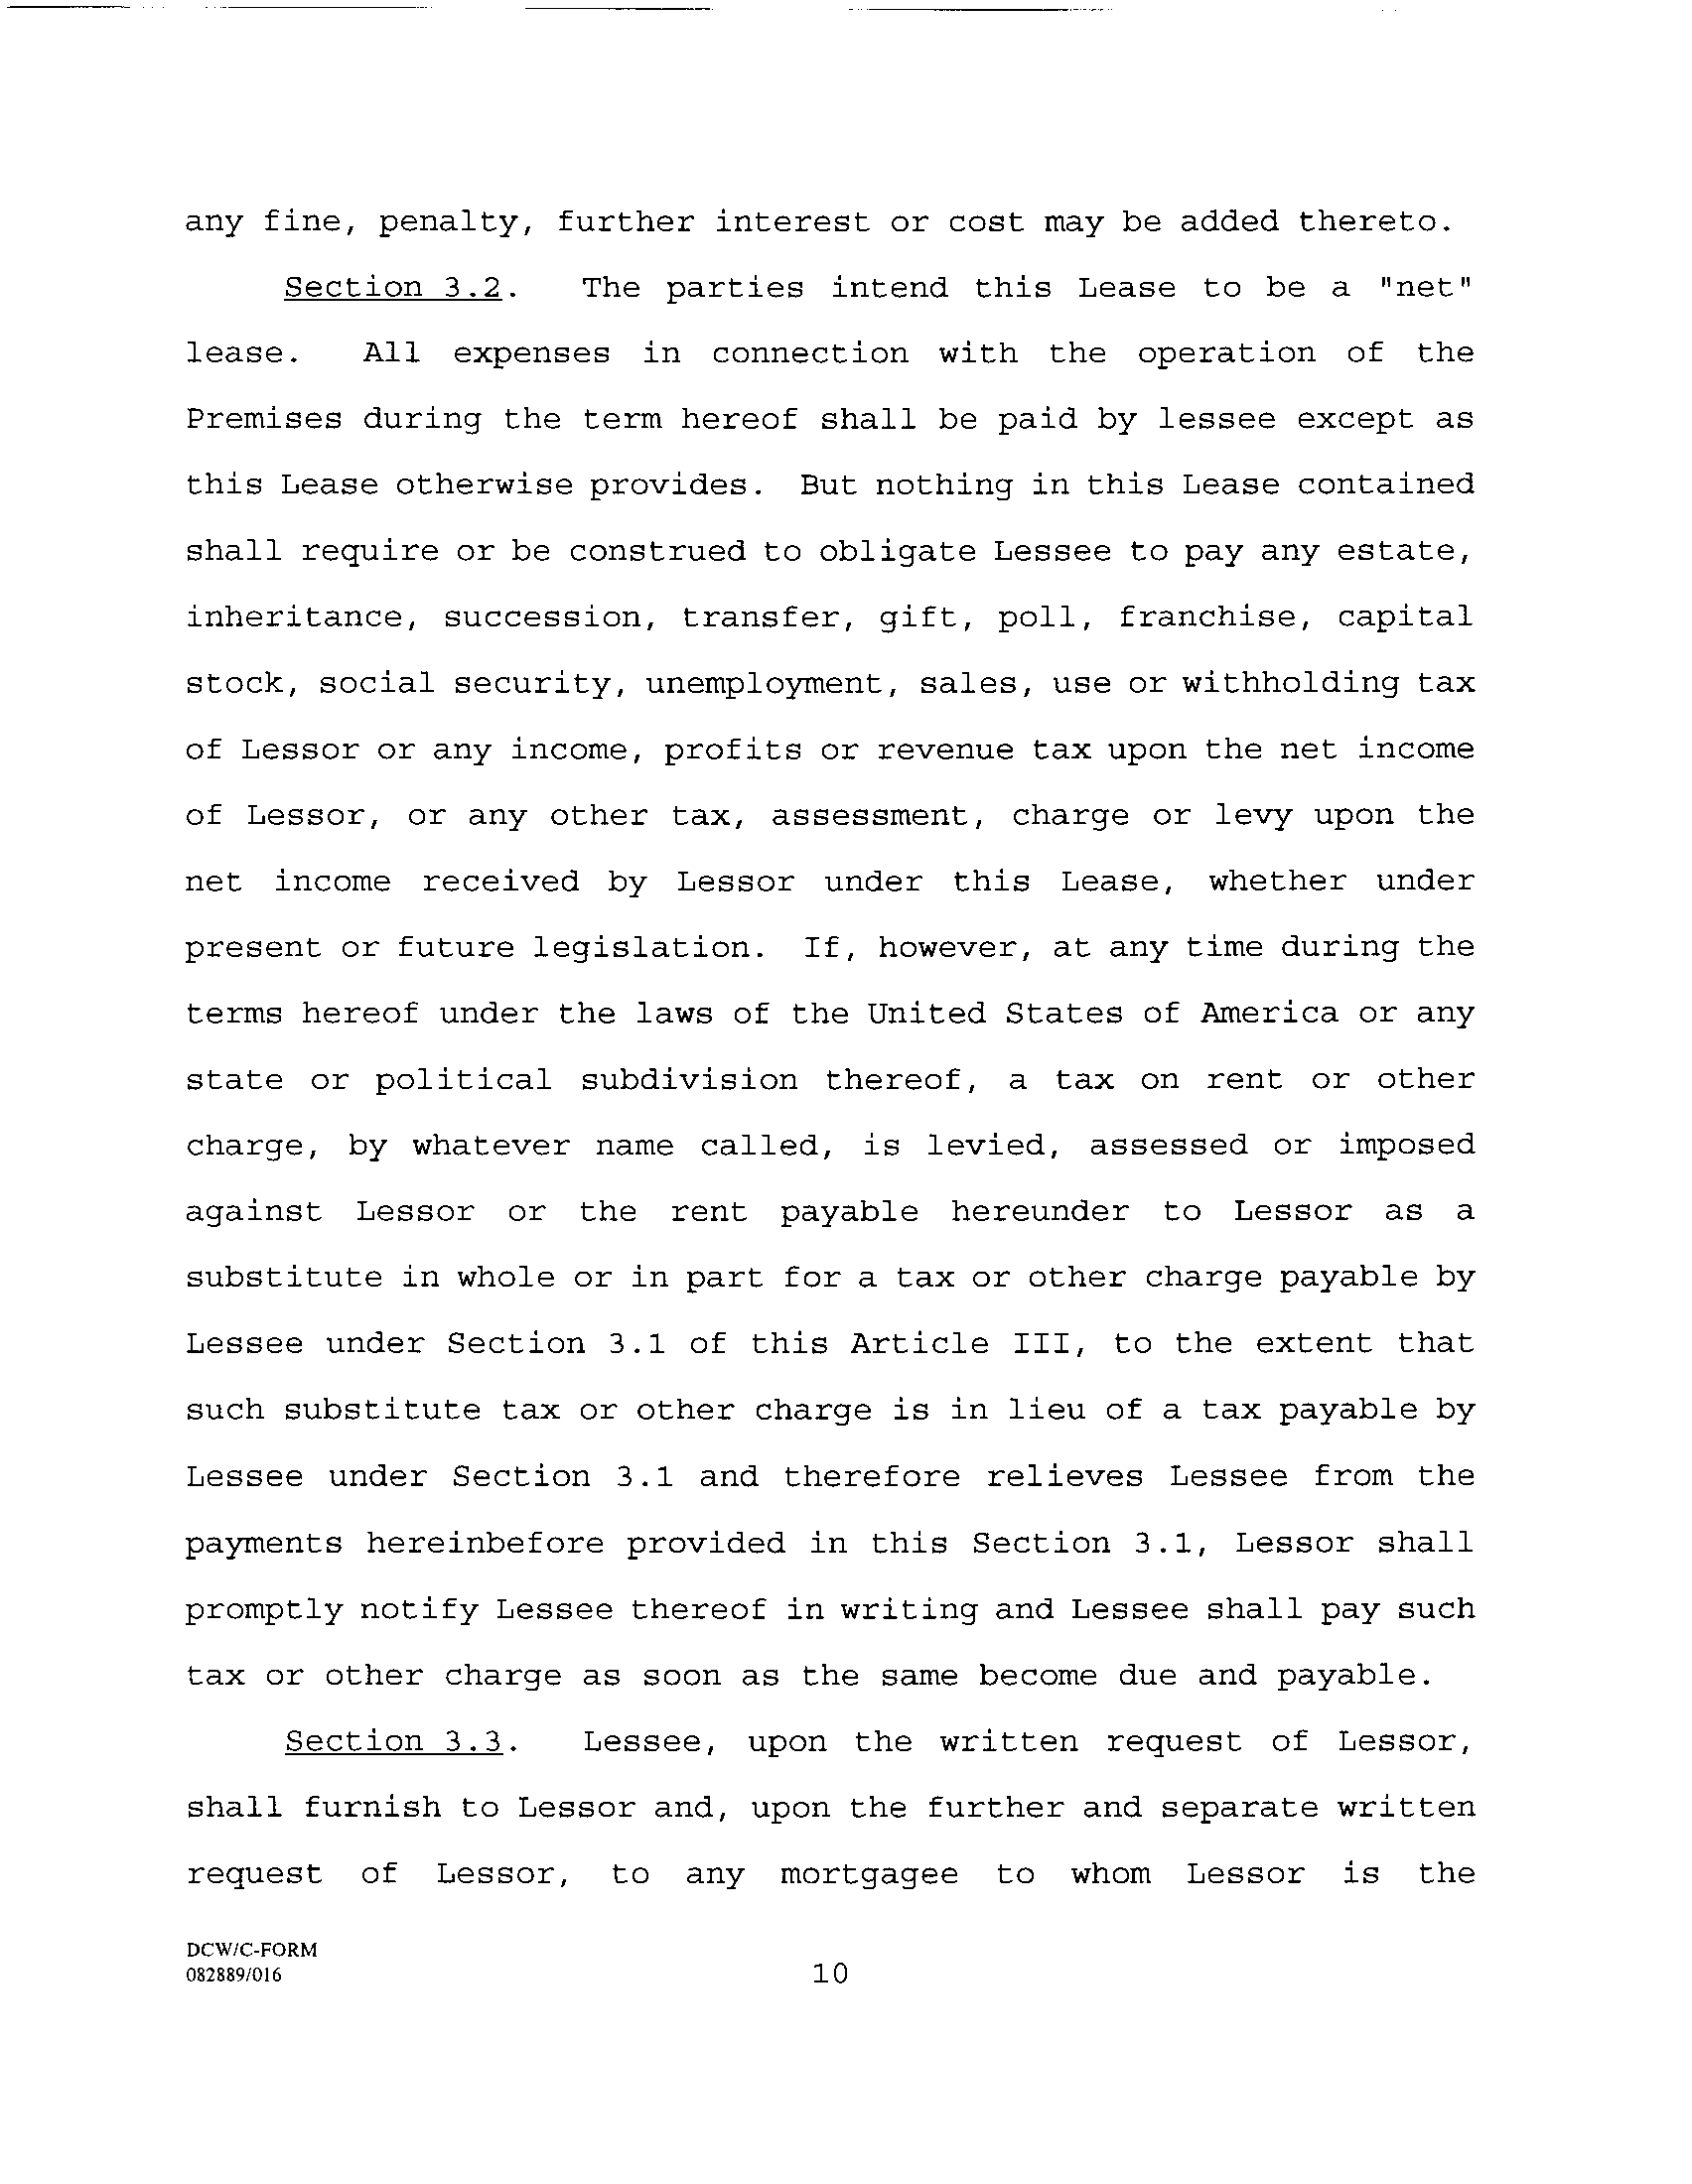 any fine, penalty, further interest or cost may be added thereto.
Section 3.2. The parties intend this Lease to be a "net"
lease. All expenses in connection with the operation of the
Premises during the term hereof shall be paid by lessee except as
this Lease otherwise provides. But nothing in this Lease contained
shall require or be construed to obligate Lessee to pay any estate,
inheritance, succession, transfer, gift, poll, franchise, capital
stock, social security, unemployment, sales, use or withholding tax
of Lessor or any income, profits or revenue tax upon the net income
of Lessor, or any other tax, assessment, charge or levy upon the
net income received by Lessor under this Lease, whether under
present or future legislation. If, however, at any time during the
terms hereof under the laws of the United States of America or any
state or political subdivision thereof, a tax on rent or other
charge, by whatever name called, is levied, assessed or imposed
against Lessor or the rent payable hereunder to Lessor as a
substitute in whole or in part for a tax or other charge payable by
Lessee under Section 3.1 of this Article III, to the extent that
such substitute tax or other charge is in lieu of a tax payable by
Lessee under Section 3.1 and therefore relieves Lessee from the
payments hereinbefore provided in this Section 3.1, Lessor shall
promptly notify Lessee thereof in writing and Lessee shall pay such
tax or other charge as soon as the same become due and payable.
Section 3.3. Lessee, upon the written request of Lessor,
shall furnish to Lessor and, upon the further and separate written
request of Lessor, to any mortgagee to whom Lessor is the
DCW/C-FORM
082889/016
10